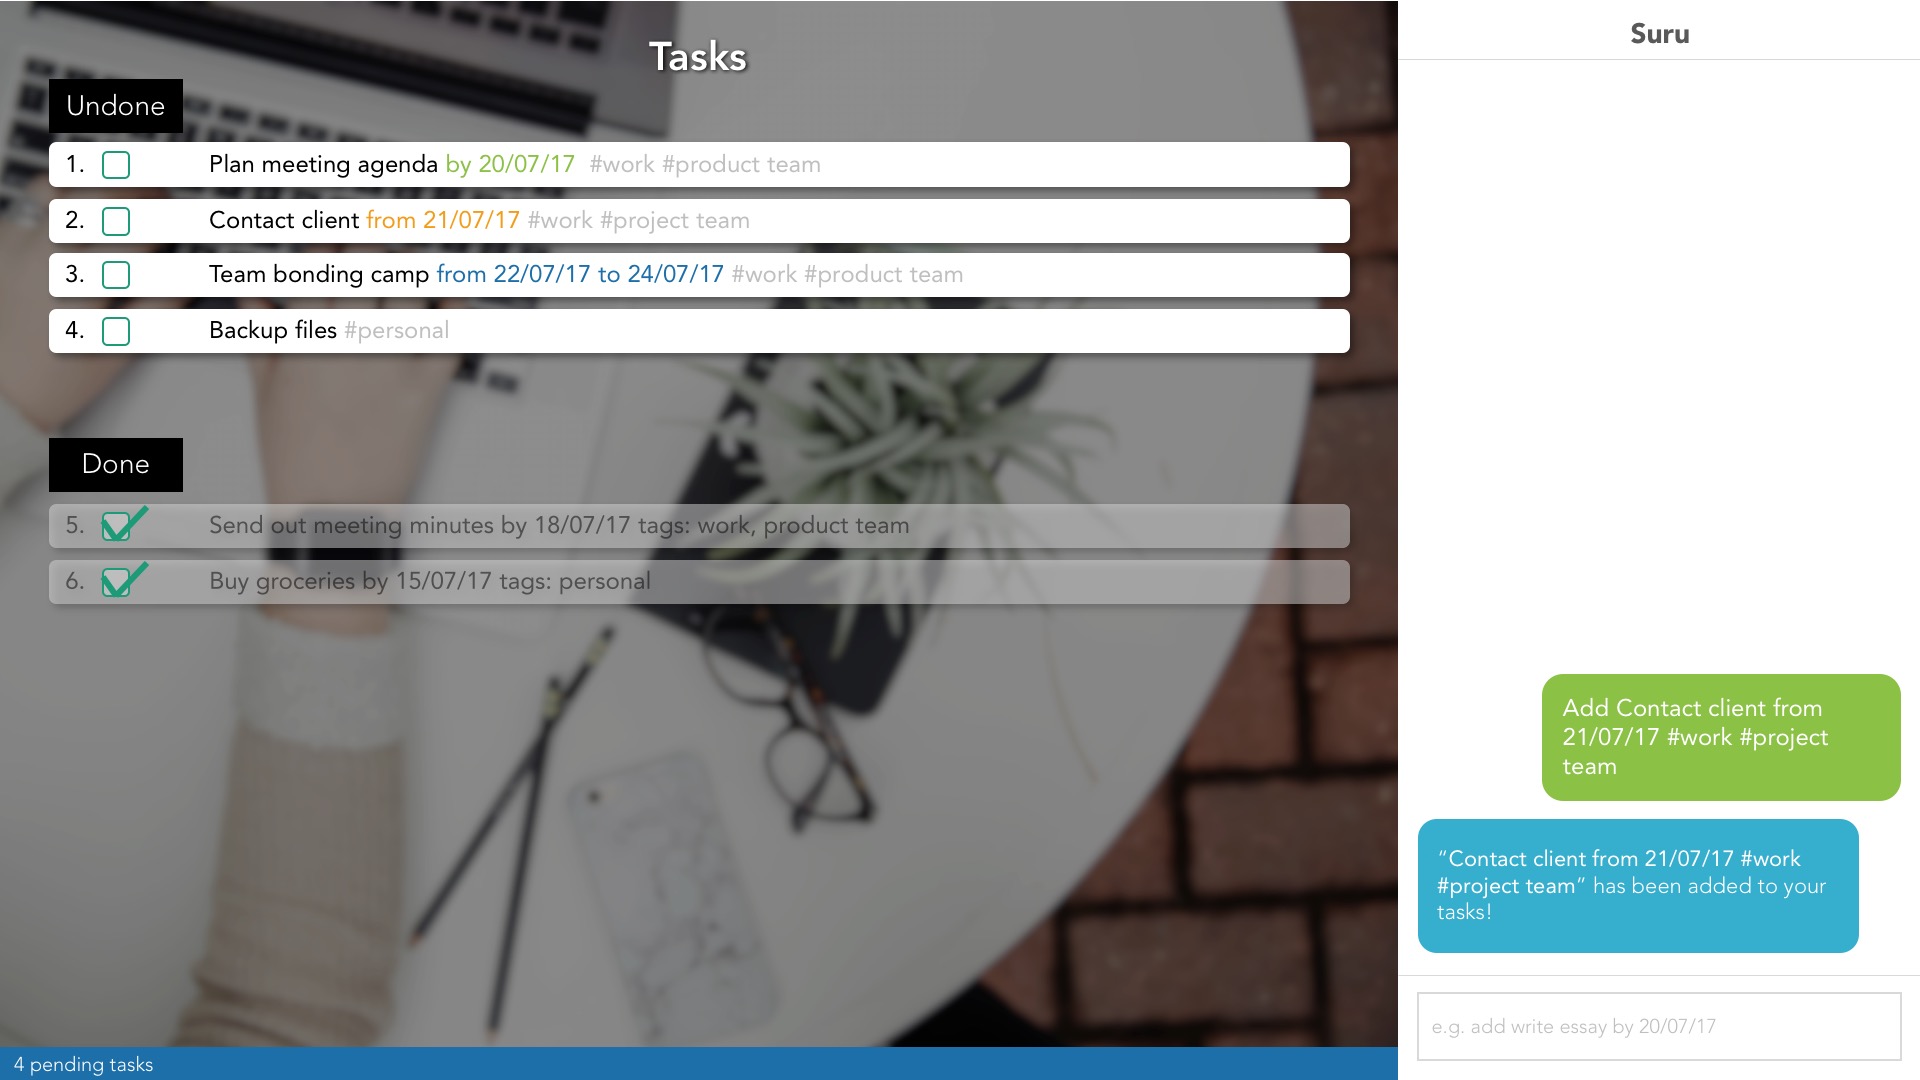 Tasks
Undone
1. Plan meeting agenda by 20/07/17 #work #product team
2. Contact client from 21/07/17 #work #project team
3. Team bonding camp from 22/07/17 to 24/07/17 #work #product team
4. Backup files #personal
Done
5. Send out meeting minutes by 18/07/17 tags: work, product team
6. Buy groceries by 15/07/17 tags: personal
4 pending tasks
Suru
Add Contact client from
21/07/17 #work #project
team
“Contact client from 21/07/17 #work
#project team” has been added to your
tasks!
e.g. add write essay by 20/07/17